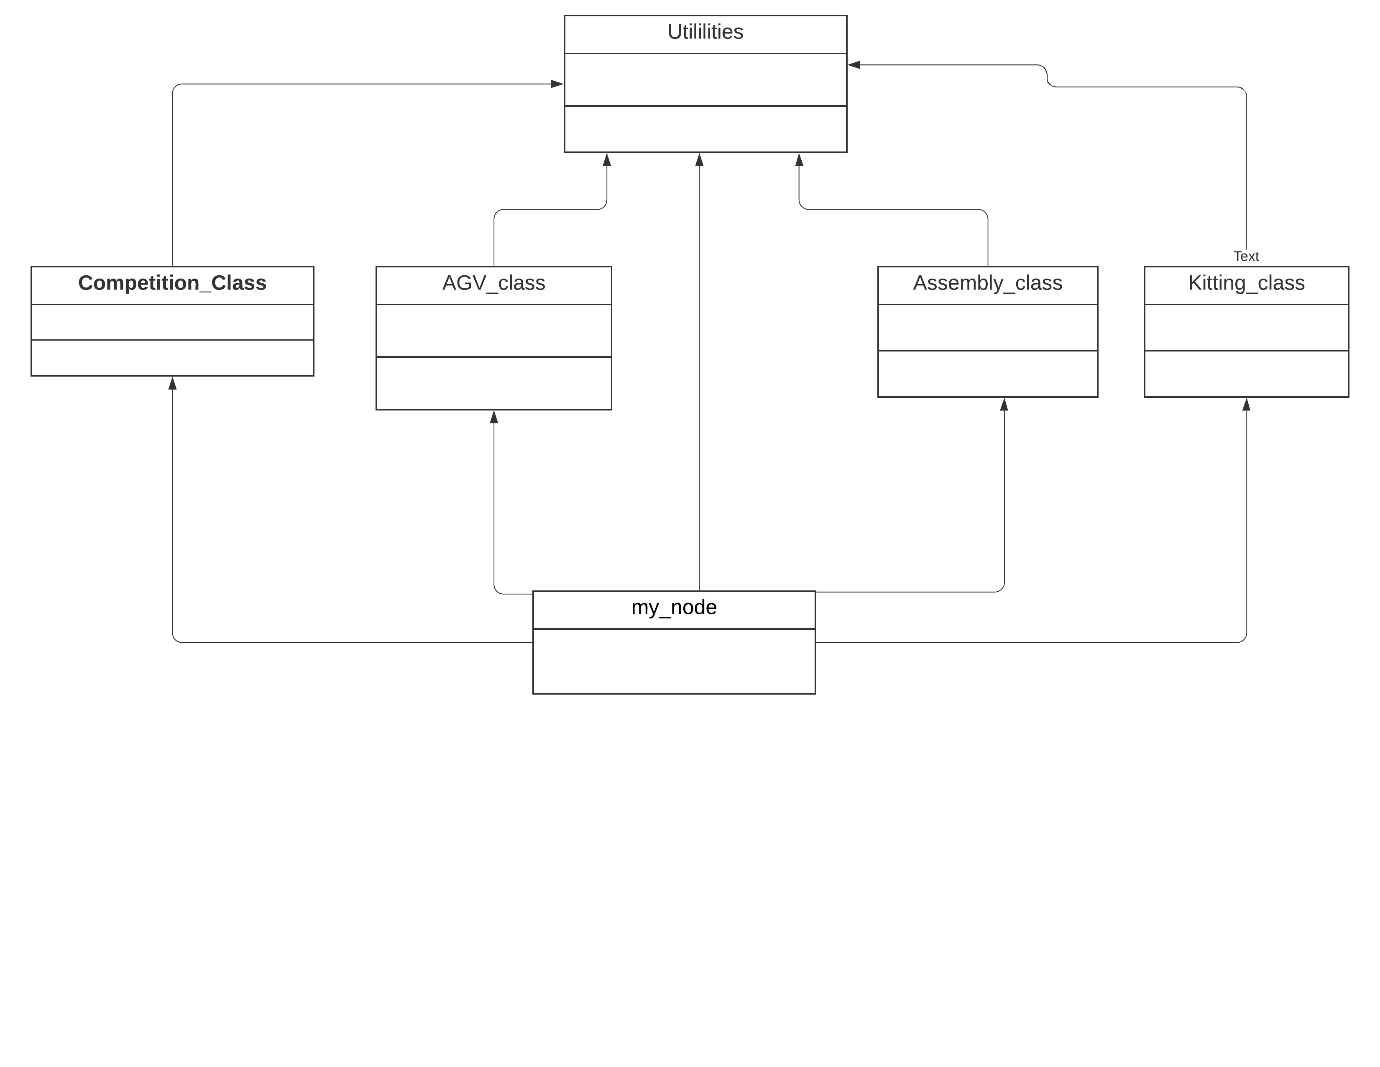 Utililities
Text
Competition_Class
AGV_class
Assembly_class
Kitting_class
my_node